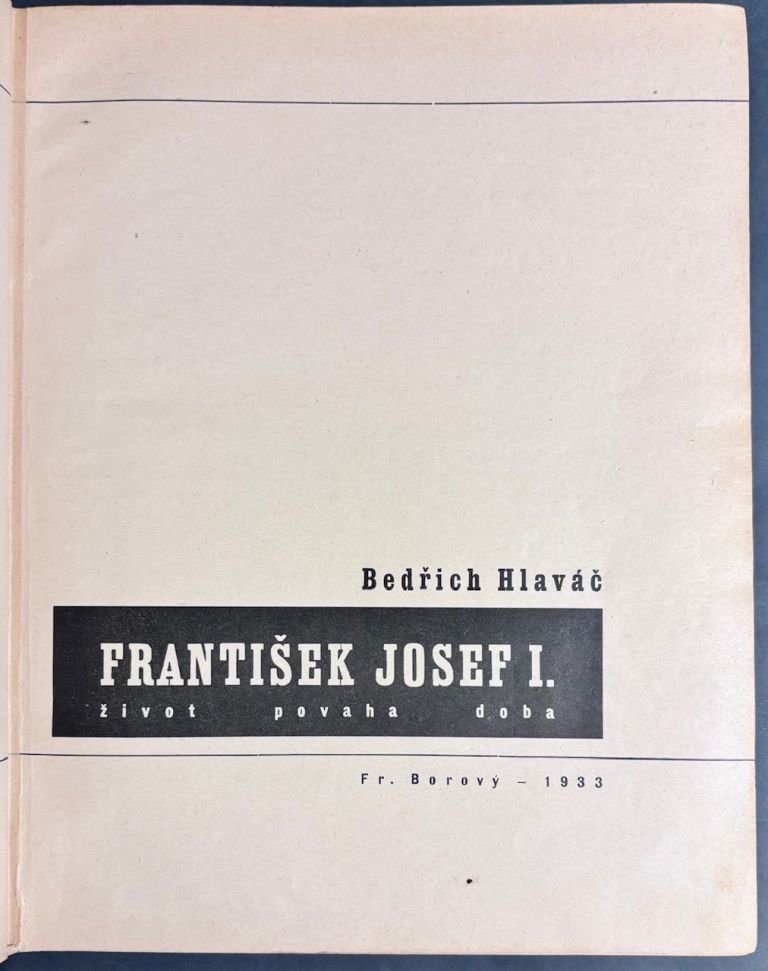 Bedřich Hlaváč
FRANTIŠEK JOSEF I.
život povaha doba
Fr. Borový – 1933